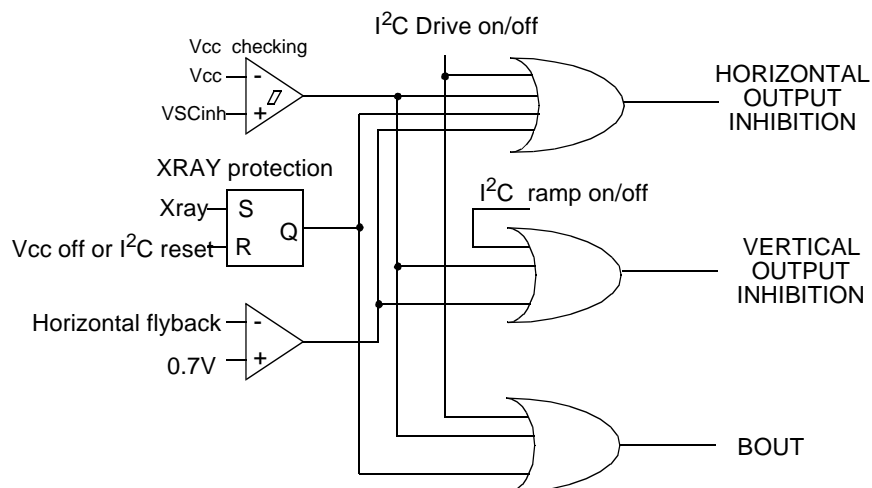 I²C Drive on/off
Vcc checking
Vcc
-
VSCinh
+
HORIZONTAL
OUTPUT
INHIBITION
XRAY protection
Xray
S
Q
Vcc off or I²C reset
R
I²C ramp on/off
VERTICAL
OUTPUT
INHIBITION
Horizontal flyback
-
0.7V
+
BOUT